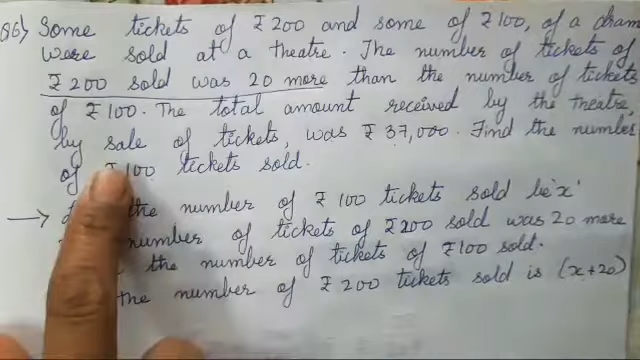 Q6) Some tickets of ₹200 and some of ₹100, of a dram
were sold at a theatre. The number of tickets of
₹200 sold was 20 more than the number of tickets
of ₹100. The total amount received by the theatre,
by sale of tickets, was ₹37,000. Find the number
of ₹100 tickets sold.
→ the number of ₹100 tickets sold be 'x'
number of tickets of ₹200 sold was 20 more
the number of tickets of ₹100 sold.
the number of ₹200 tickets sold is (x+20)